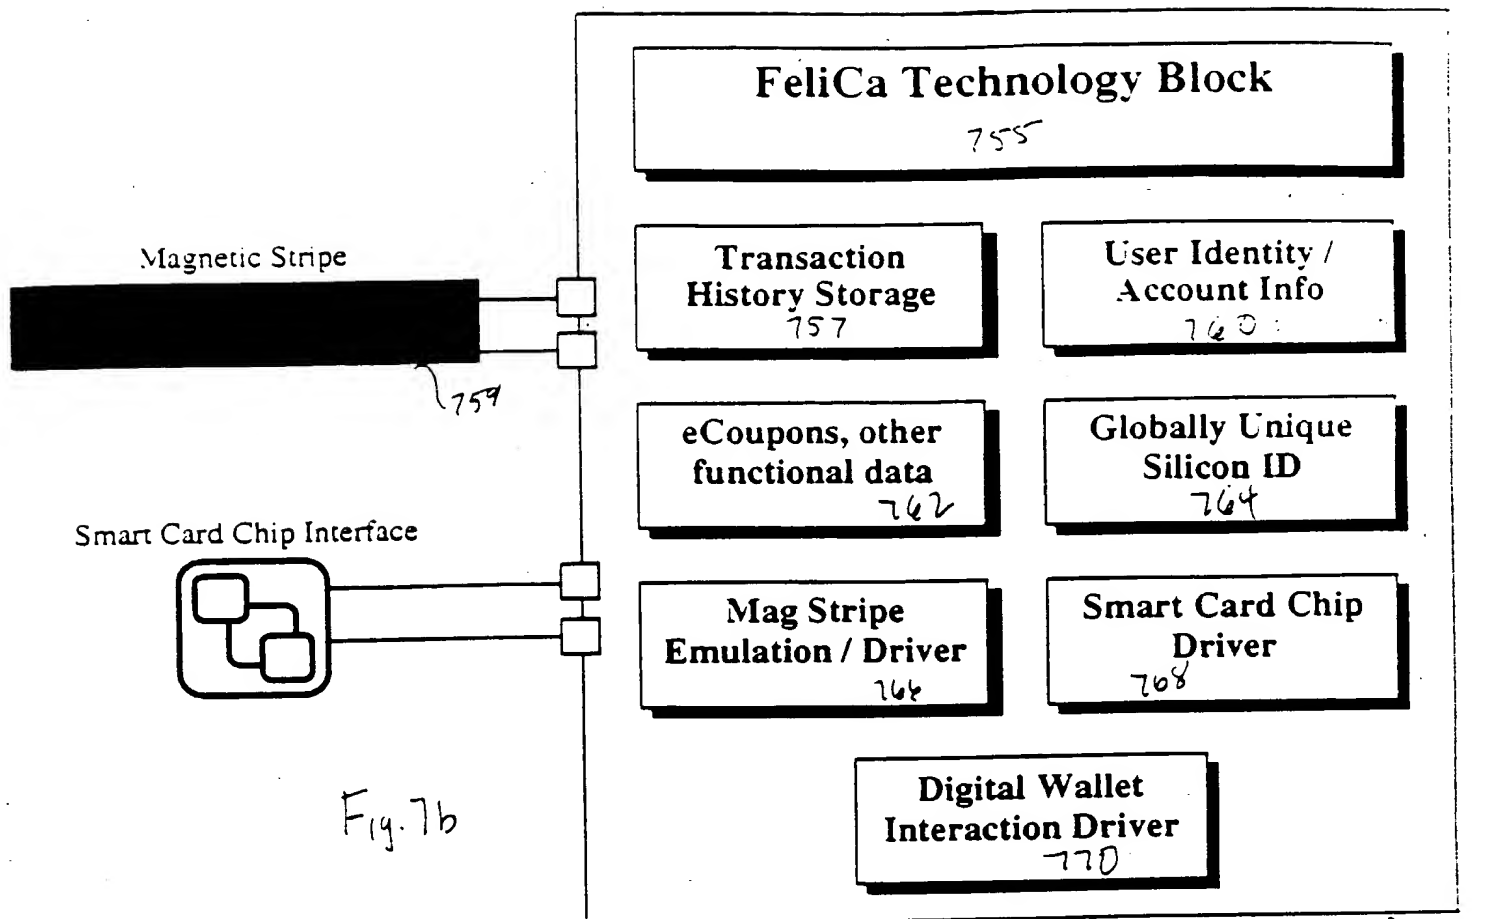 FeliCa Technology Block
755
Magnetic Stripe
759
Transaction
History Storage
757
User Identity /
Account Info
760
eCoupons, other
functional data
762
Globally Unique
Silicon ID
764
Smart Card Chip Interface
Mag Stripe
Emulation / Driver
766
Smart Card Chip
Driver
768
Digital Wallet
Interaction Driver
770
Fig. 7b